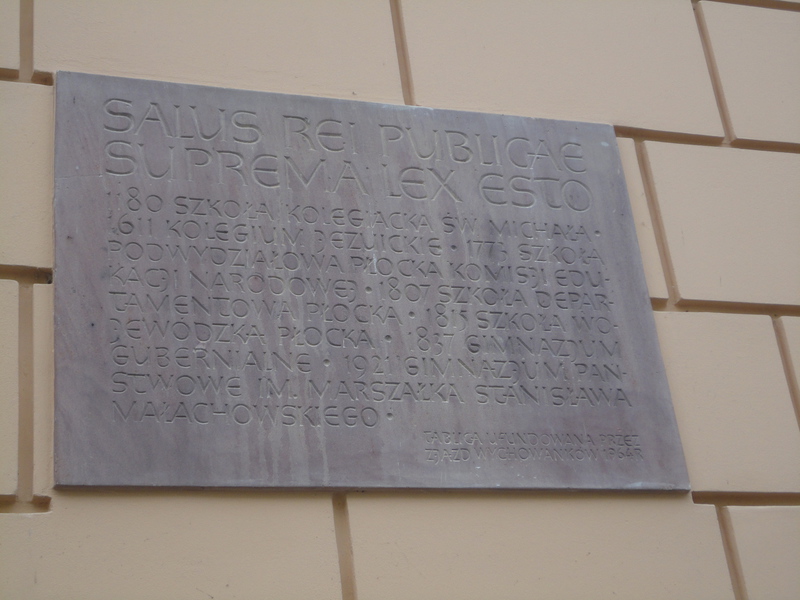 SALUS REI PUBLICAE
SUPREMA LEX ESTO
1180 SZKOŁA KOLEGIACKA ŚW. MICHAŁA ·
1611 KOLEGIUM JEZUICKIE · 1773 SZKOŁA
PODWYDZIAŁOWA PŁOCKA KOMISJI EDU-
KACJI NARODOWEJ · 1807 SZKOŁA DEPAR-
TAMENTOWA PŁOCKA · 1815 SZKOŁA WO-
JEWÓDZKA PŁOCKA · 1837 GIMNAZJUM
GUBERNIALNE · 1921 GIMNAZJUM PAŃ-
STWOWE IM. MARSZAŁKA STANISŁAWA
MAŁACHOWSKIEGO ·
TABLICA UFUNDOWANA PRZEZ
ZJAZD WYCHOWANKÓW 1964R